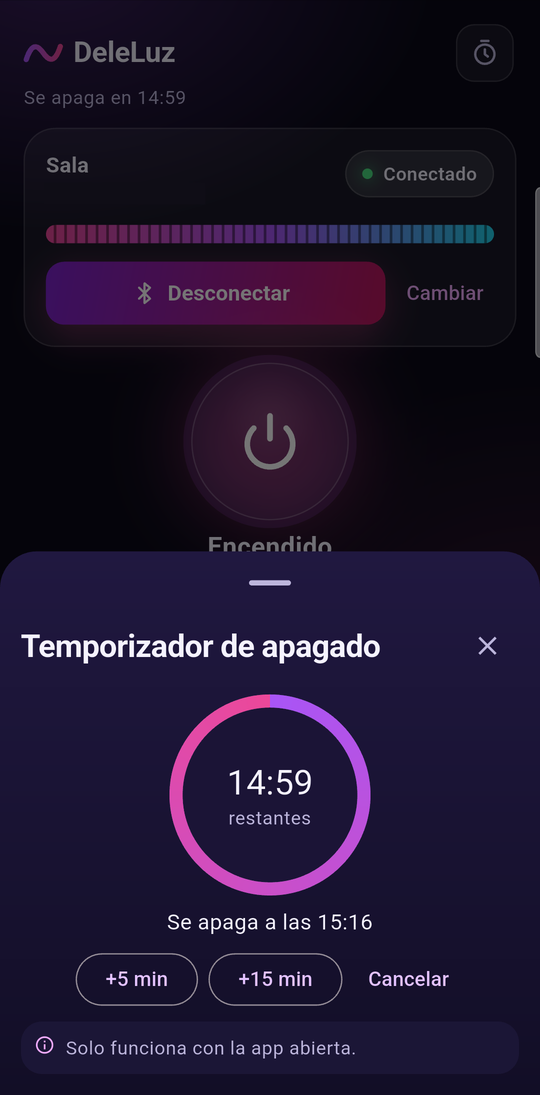 DeleLuz
Se apaga en 14:59
Sala
Conectado
Desconectar
Cambiar
Encendido
Temporizador de apagado
14:59
restantes
Se apaga a las 15:16
+5 min
+15 min
Cancelar
Solo funciona con la app abierta.